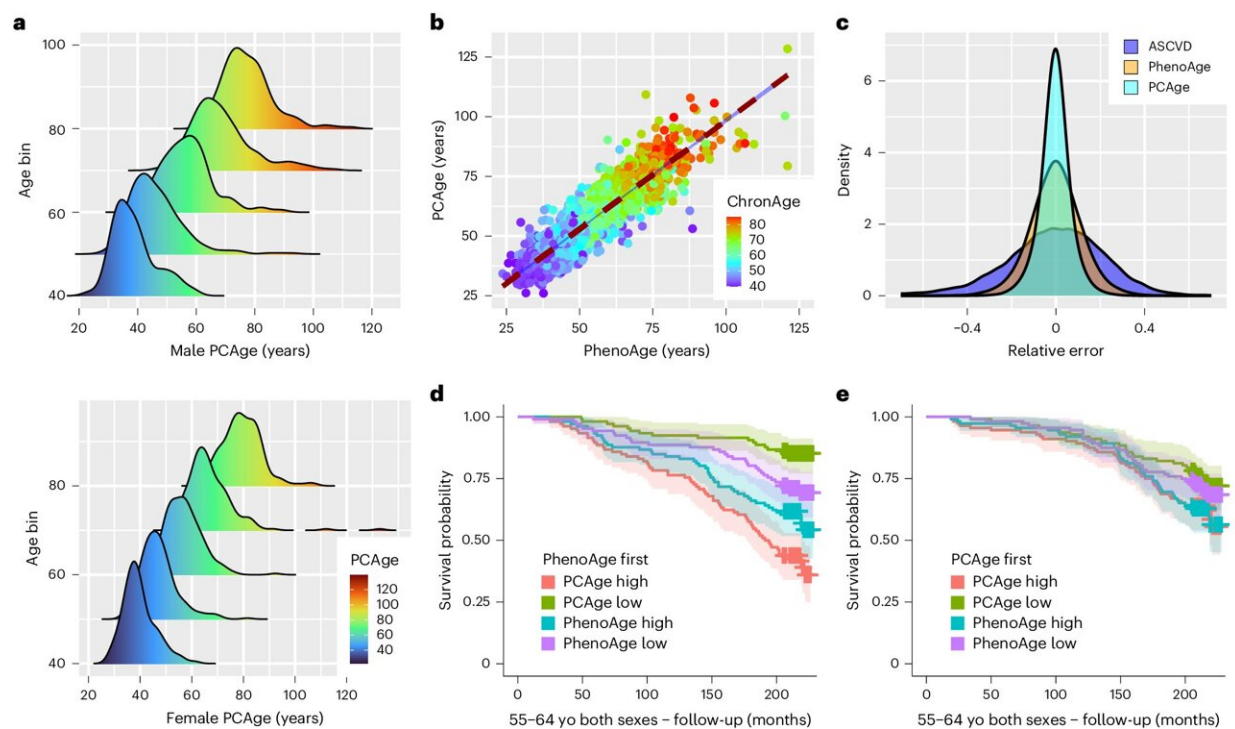 a
100
80
60
40
Age bin
20 40 60 80 100 120
Male PCAge (years)
b
125
100
75
50
25
PCAge (years)
25 50 75 100 125
PhenoAge (years)
ChronAge
80
70
60
50
40
c
ASCVD
PhenoAge
PCAge
6
4
2
0
Density
−0.4 0 0.4
Relative error
80
60
40
Age bin
20 40 60 80 100 120
Female PCAge (years)
PCAge
120
100
80
60
40
d
1.00
0.75
0.50
0.25
0
Survival probability
PhenoAge first
PCAge high
PCAge low
PhenoAge high
PhenoAge low
0 50 100 150 200
55–64 yo both sexes – follow-up (months)
e
1.00
0.75
0.50
0.25
0
Survival probability
PCAge first
PCAge high
PCAge low
PhenoAge high
PhenoAge low
0 50 100 150 200
55–64 yo both sexes – follow-up (months)